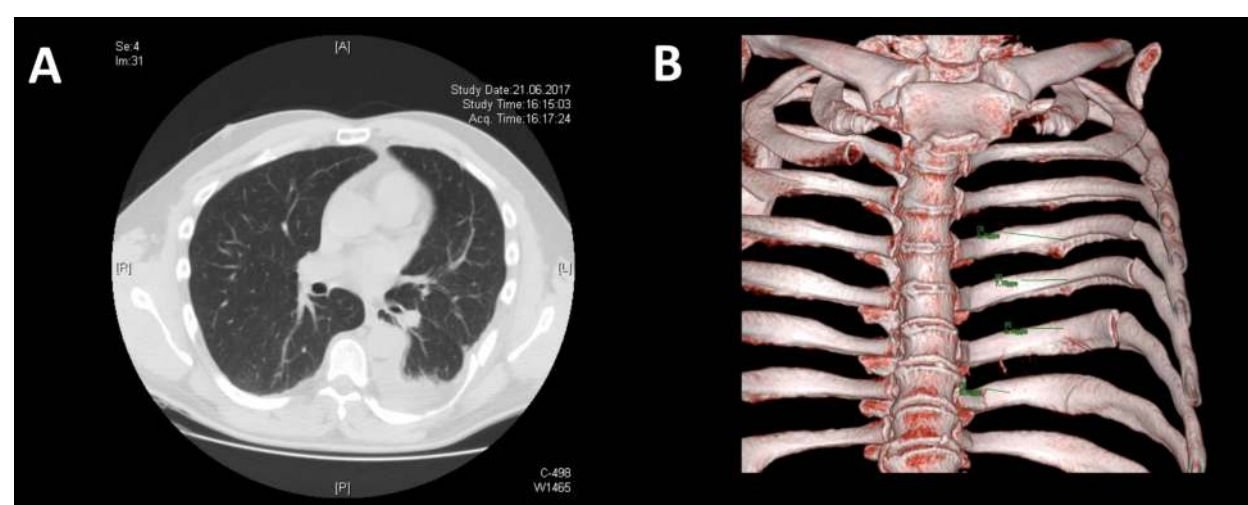 A
Se:4
Im:31
[A]
Study Date:21.06.2017
Study Time:16:15:03
Acq. Time:16:17:24
[R]
[L]
C-498
W1465
[P]
B